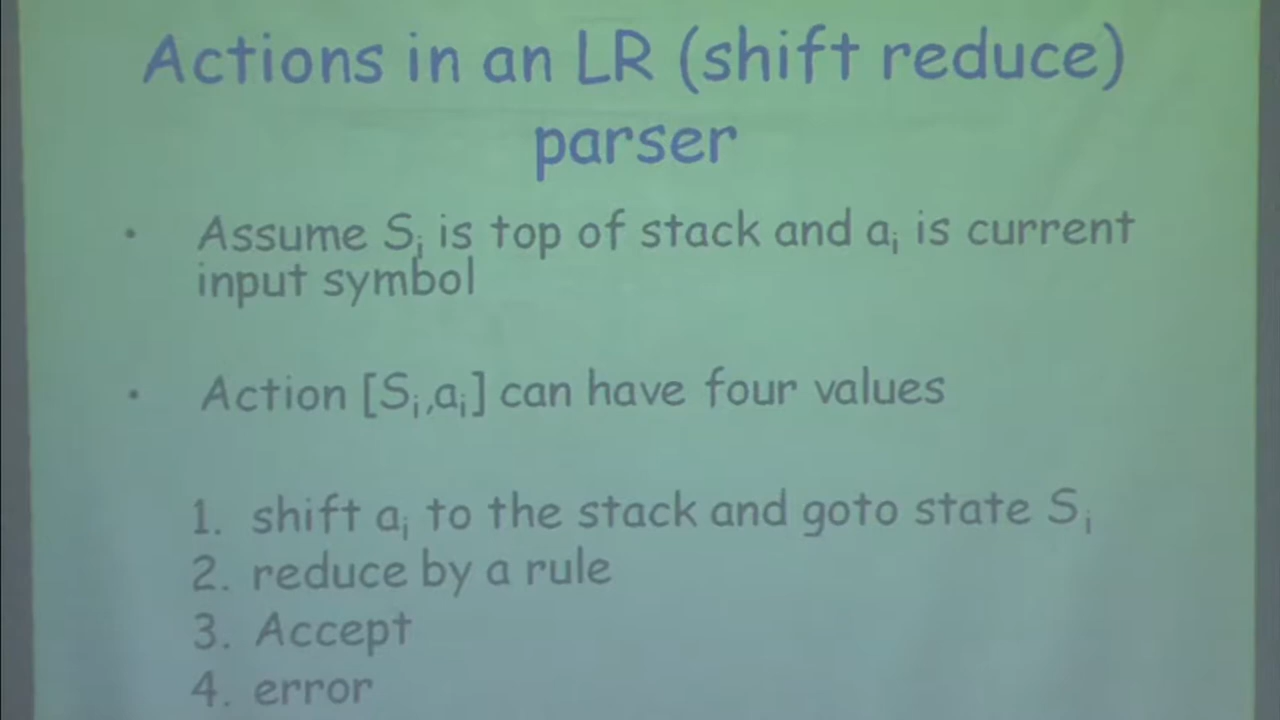 Actions in an LR (shift reduce)
parser
• Assume Si is top of stack and ai is current
input symbol
• Action [Si,ai] can have four values
1. shift ai to the stack and goto state Si
2. reduce by a rule
3. Accept
4. error